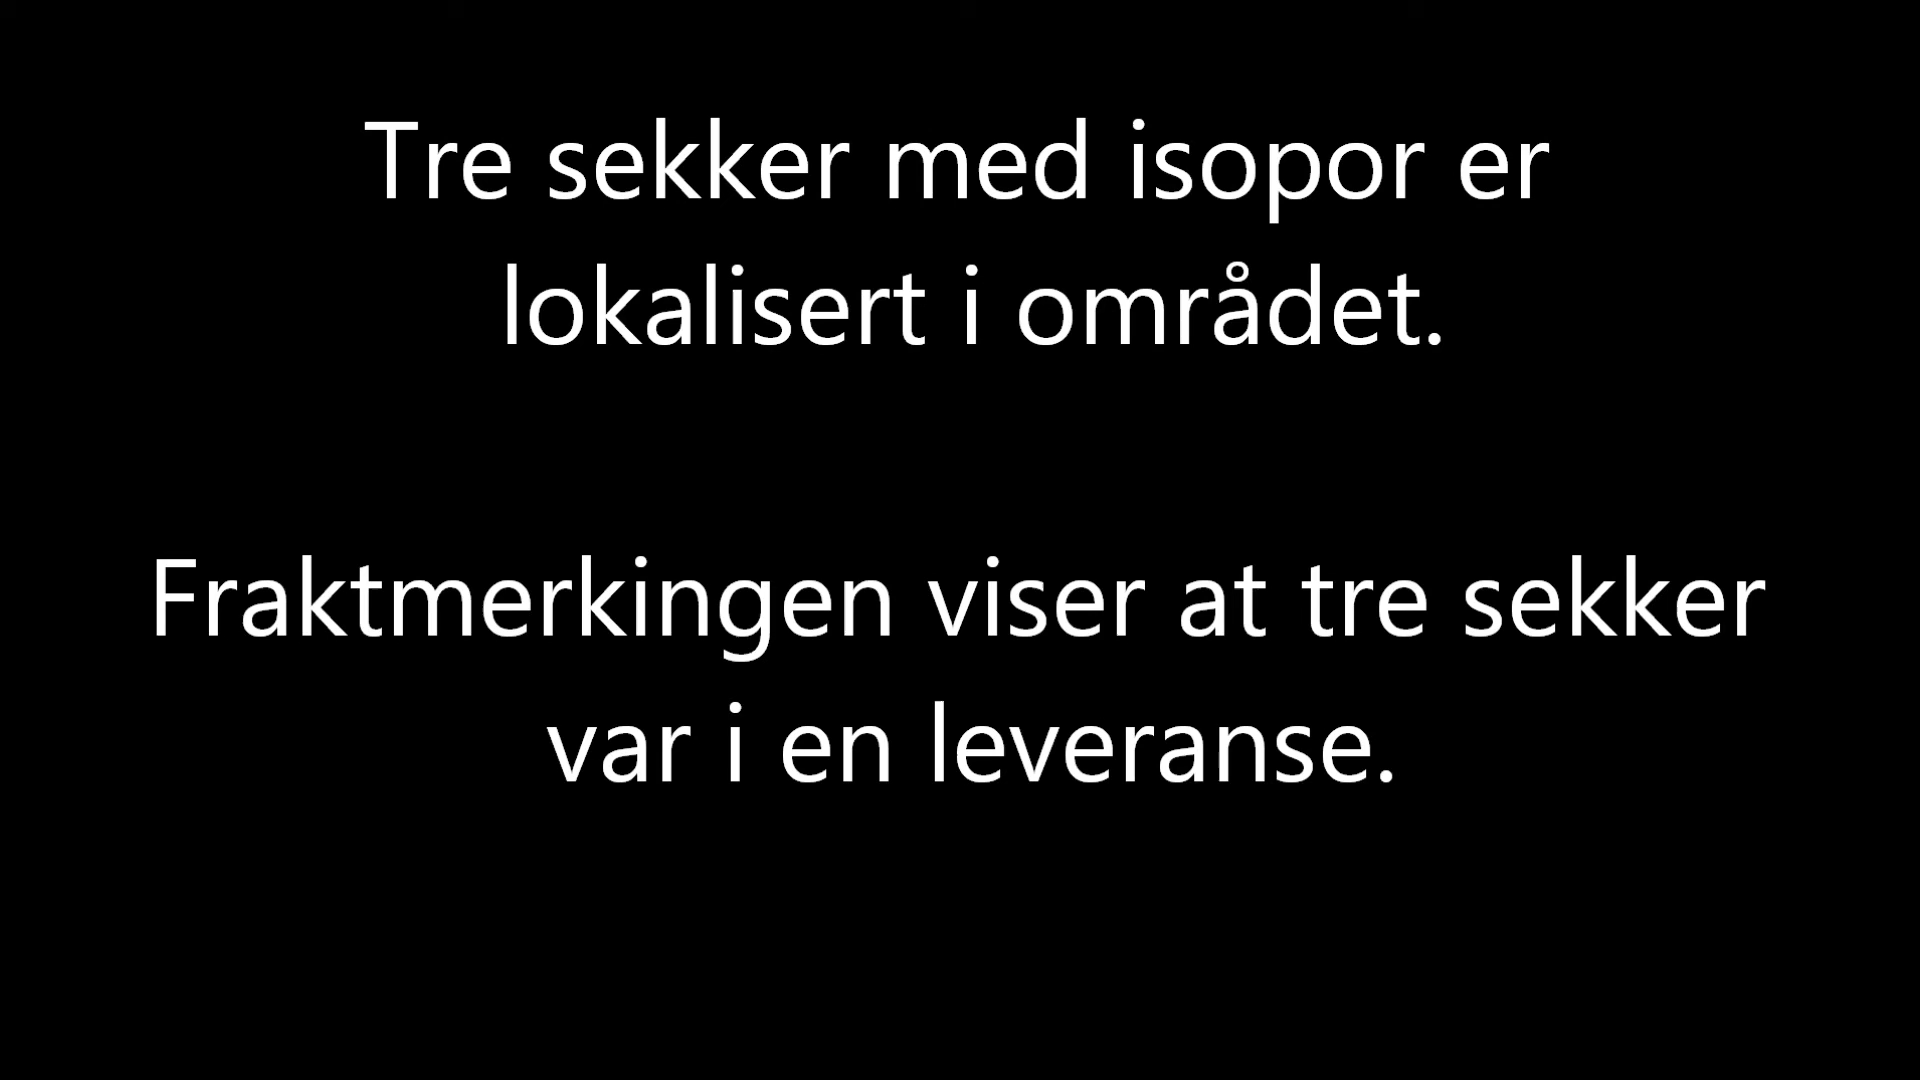 Tre sekker med isopor er
lokalisert i området.
Fraktmerkingen viser at tre sekker
var i en leveranse.